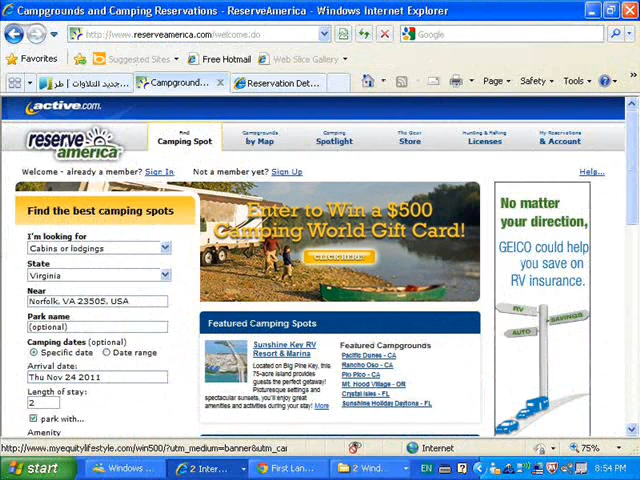 Campgrounds and Camping Reservations - ReserveAmerica - Windows Internet Explorer
http://www.reserveamerica.com/welcome.do
Google
Favorites
Suggested Sites
Free Hotmail
Web Slice Gallery
جديد التلاوات | طر...
Campground...
Reservation Det...
Page
Safety
Tools
active.com
reserve america
Find
Camping Spot
Campgrounds
by Map
Camping
Spotlight
The Gear
Store
Hunting & Fishing
Licenses
My Reservations
& Account
Welcome - already a member? Sign In
Not a member yet? Sign Up
Help...
Find the best camping spots
I'm looking for
Cabins or lodgings
State
Virginia
Near
Norfolk, VA 23505, USA
Park name
(optional)
Camping dates (optional)
Specific date
Date range
Arrival date:
Thu Nov 24 2011
Length of stay:
2
park with...
Amenity
Enter to Win a $500
Camping World Gift Card!
CLICK HERE
Featured Camping Spots
Sunshine Key RV
Resort & Marina
Located on Big Pine Key, this
75-acre island provides
guests the perfect getaway!
Picturesque settings and
spectacular sunsets, you'll enjoy great
amenities and activities during your stay! More
Featured Campgrounds
Pacific Dunes - CA
Rancho Oso - CA
Pio Pico - CA
Mt. Hood Village - OR
Crystal Isles - FL
Sunshine Holiday Daytona - FL
No matter
your direction,
GEICO could help
you save on
RV insurance.
RV
SAVINGS
AUTO
http://www.myequitylifestyle.com/win500/?utm_medium=banner&utm_car
Internet
75%
start
Windows ...
2 Inter...
First Lan...
2 Wind...
EN
8:54 PM